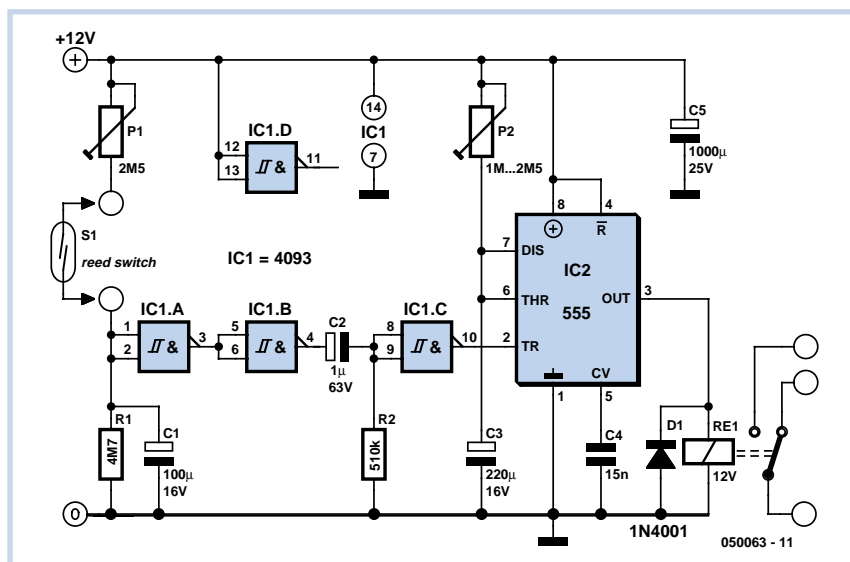 +12V
P1
2M5
S1
reed switch
IC1.D
12
13
11
&
14
IC1
7
IC1 = 4093
P2
1M...2M5
C5
1000µ
25V
8
4
R
7
DIS
6
THR
2
TR
IC2
555
OUT
3
CV
1
5
IC1.A
1
2
3
&
IC1.B
5
6
4
&
C2
1µ
63V
IC1.C
8
9
10
&
R1
4M7
C1
100µ
16V
R2
510k
C3
220µ
16V
C4
15n
D1
1N4001
RE1
12V
0
050063 - 11